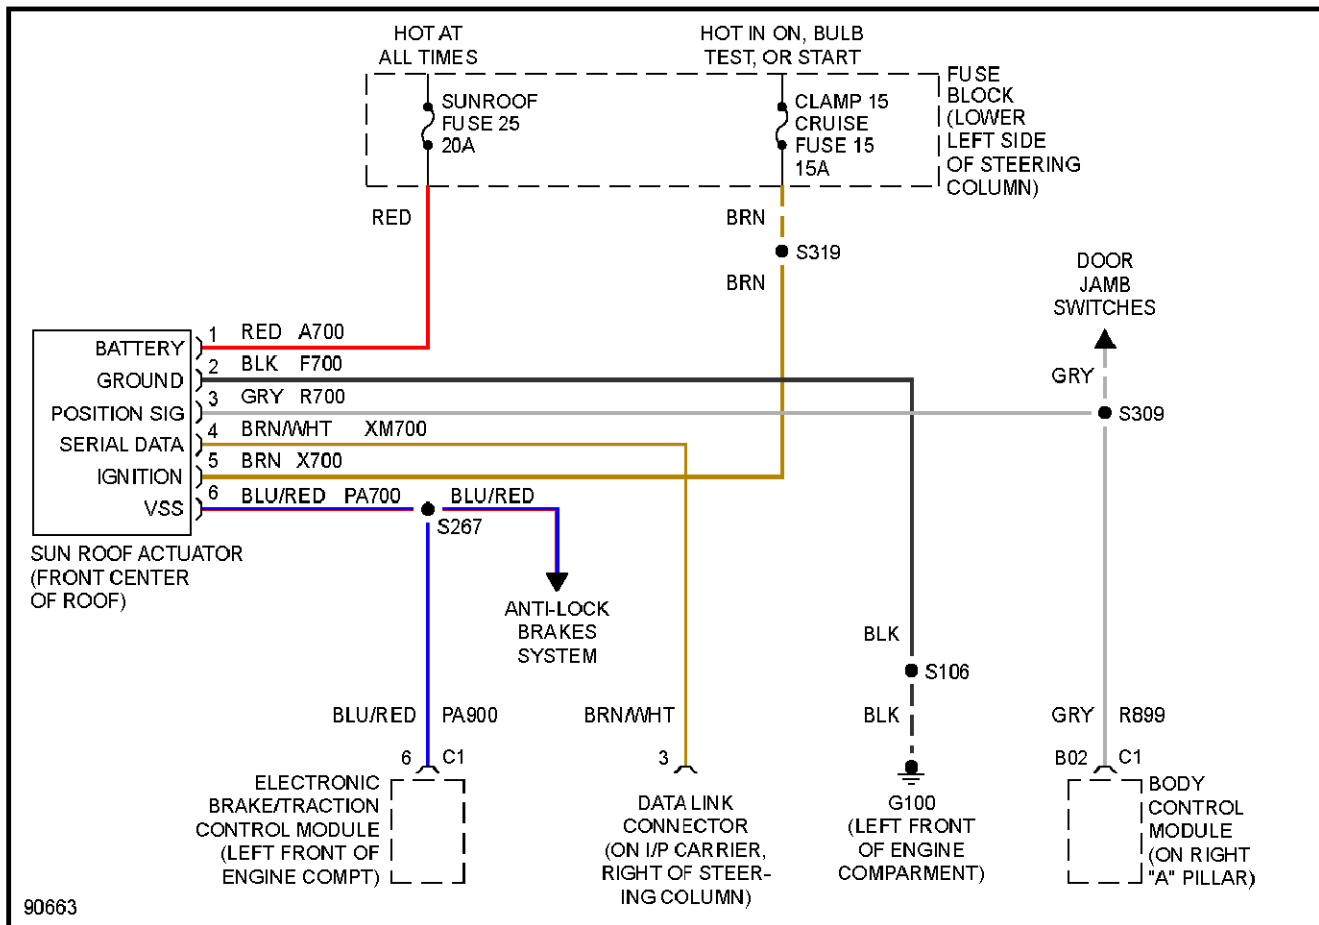 HOT AT
ALL TIMES
HOT IN ON, BULB
TEST, OR START
SUNROOF
FUSE 25
20A
CLAMP 15
CRUISE
FUSE 15
15A
FUSE
BLOCK
(LOWER
LEFT SIDE
OF STEERING
COLUMN)
RED
BRN
S319
BRN
DOOR
JAMB
SWITCHES
GRY
S309
BATTERY 1 RED A700
GROUND 2 BLK F700
POSITION SIG 3 GRY R700
SERIAL DATA 4 BRN/WHT XM700
IGNITION 5 BRN X700
VSS 6 BLU/RED PA700 BLU/RED
S267
SUN ROOF ACTUATOR
(FRONT CENTER
OF ROOF)
ANTI-LOCK
BRAKES
SYSTEM
BLK
S106
BLU/RED PA900
BRN/WHT
BLK
GRY R899
6 C1
3
B02 C1
ELECTRONIC
BRAKE/TRACTION
CONTROL MODULE
(LEFT FRONT OF
ENGINE COMPT)
DATA LINK
CONNECTOR
(ON I/P CARRIER,
RIGHT OF STEER-
ING COLUMN)
G100
(LEFT FRONT
OF ENGINE
COMPARMENT)
BODY
CONTROL
MODULE
(ON RIGHT
"A" PILLAR)
90663